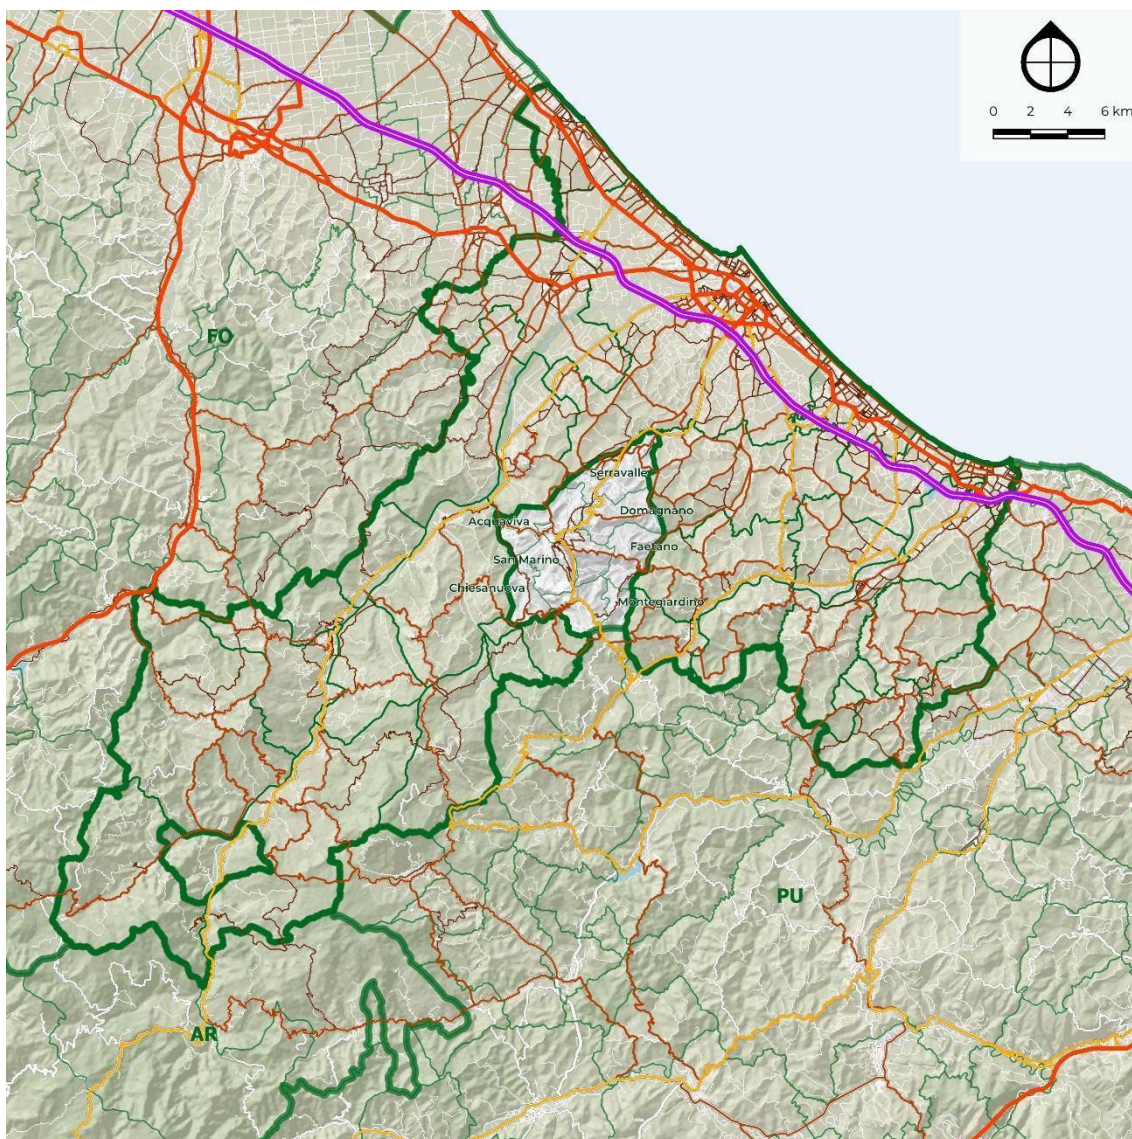 0 2 4 6 km
FO
Serravalle
Domagnano
Acquaviva
Faetano
San Marino
Chiesanuova
Montegiardino
PU
AR